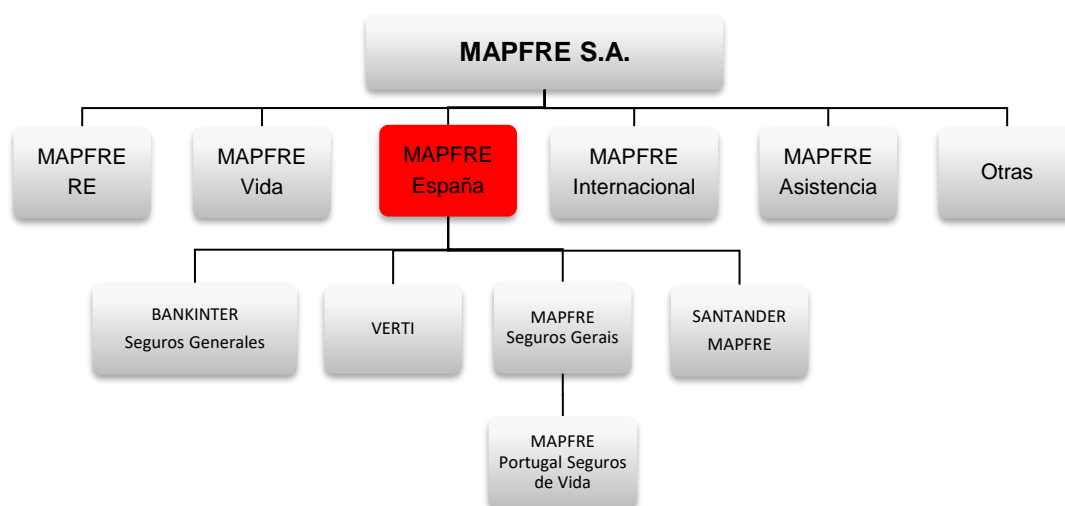 MAPFRE S.A.
MAPFRE
RE
MAPFRE
Vida
MAPFRE
España
MAPFRE
Internacional
MAPFRE
Asistencia
Otras
BANKINTER
Seguros Generales
VERTI
MAPFRE
Seguros Gerais
SANTANDER
MAPFRE
MAPFRE
Portugal Seguros
de Vida